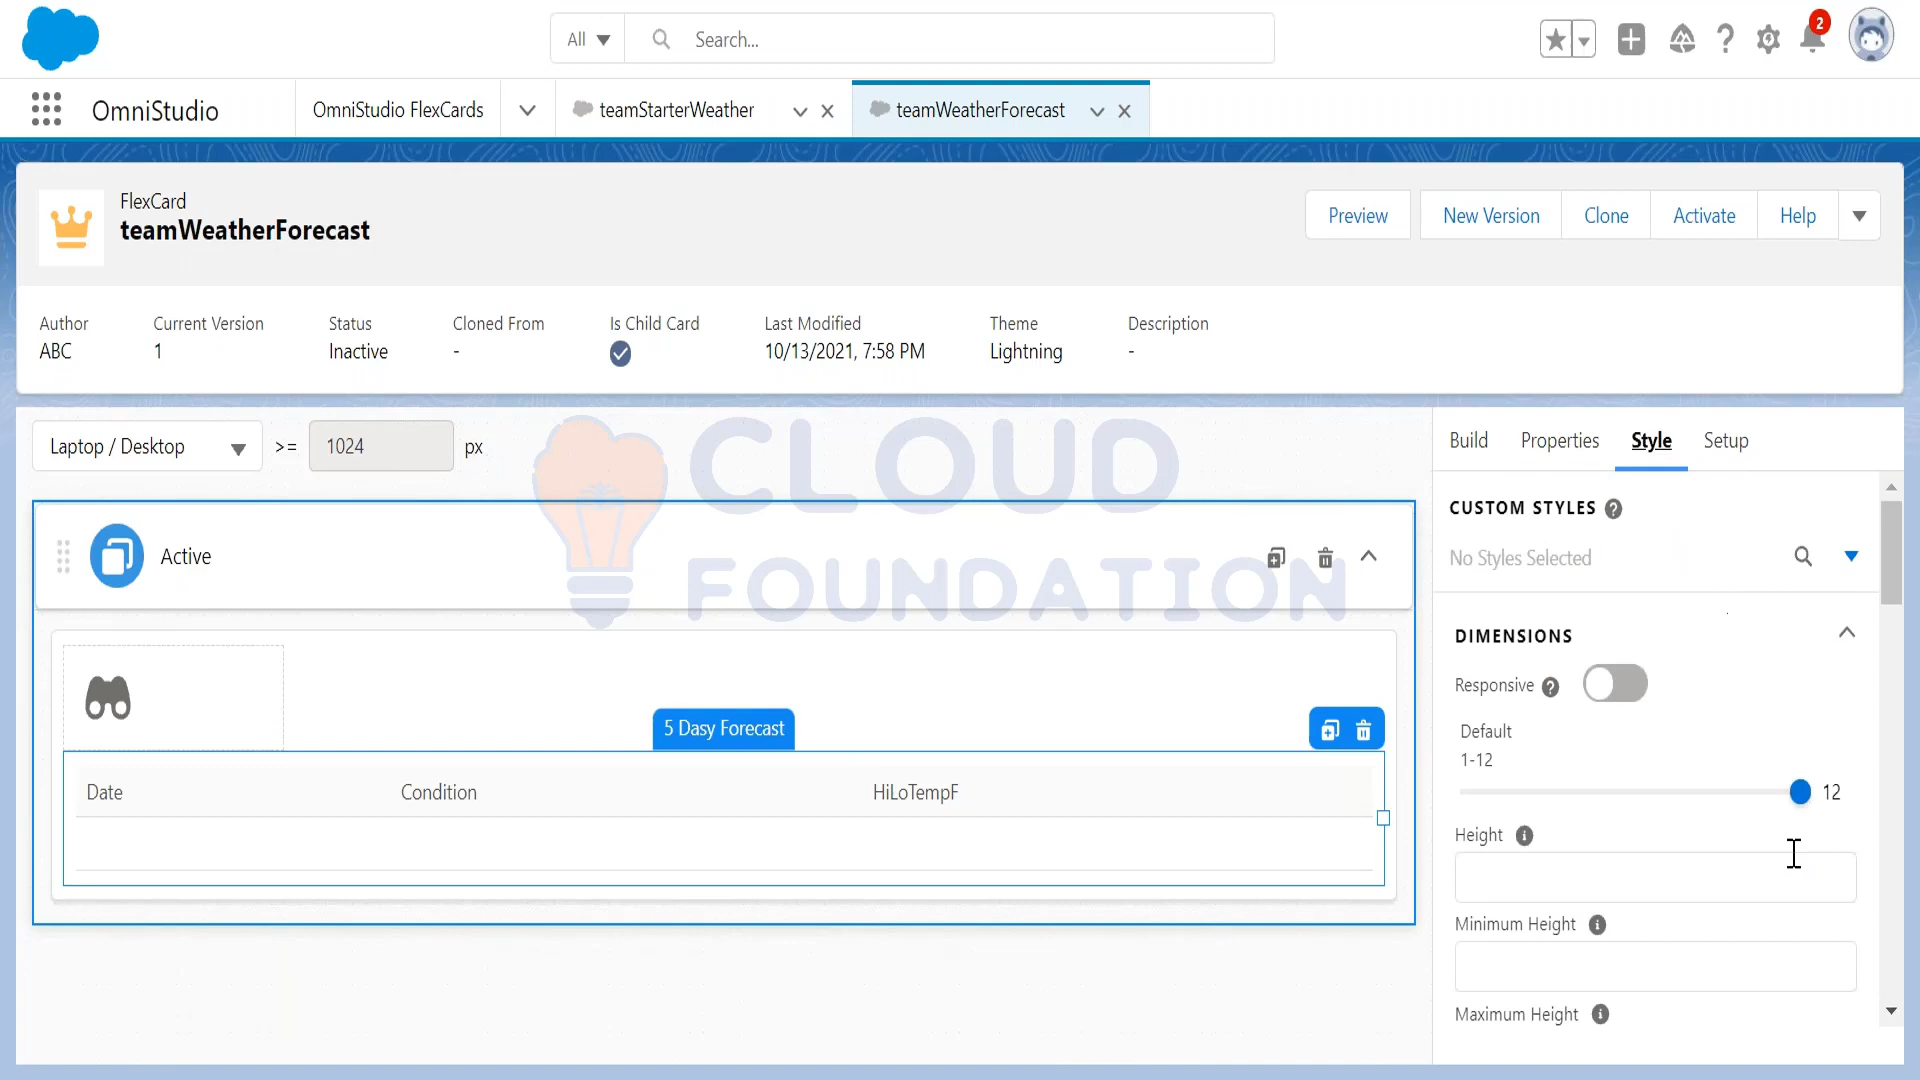 All
Search...
2
OmniStudio
OmniStudio FlexCards
teamStarterWeather
teamWeatherForecast
FlexCard
teamWeatherForecast
Preview
New Version
Clone
Activate
Help
Author
Current Version
Status
Cloned From
Is Child Card
Last Modified
Theme
Description
ABC
1
Inactive
-
10/13/2021, 7:58 PM
Lightning
-
Laptop / Desktop
>=
1024
px
CLOUD
FOUNDATION
Build
Properties
Style
Setup
Active
5 Dasy Forecast
Date
Condition
HiLoTempF
CUSTOM STYLES
No Styles Selected
DIMENSIONS
Responsive
Default
1-12
12
Height
Minimum Height
Maximum Height